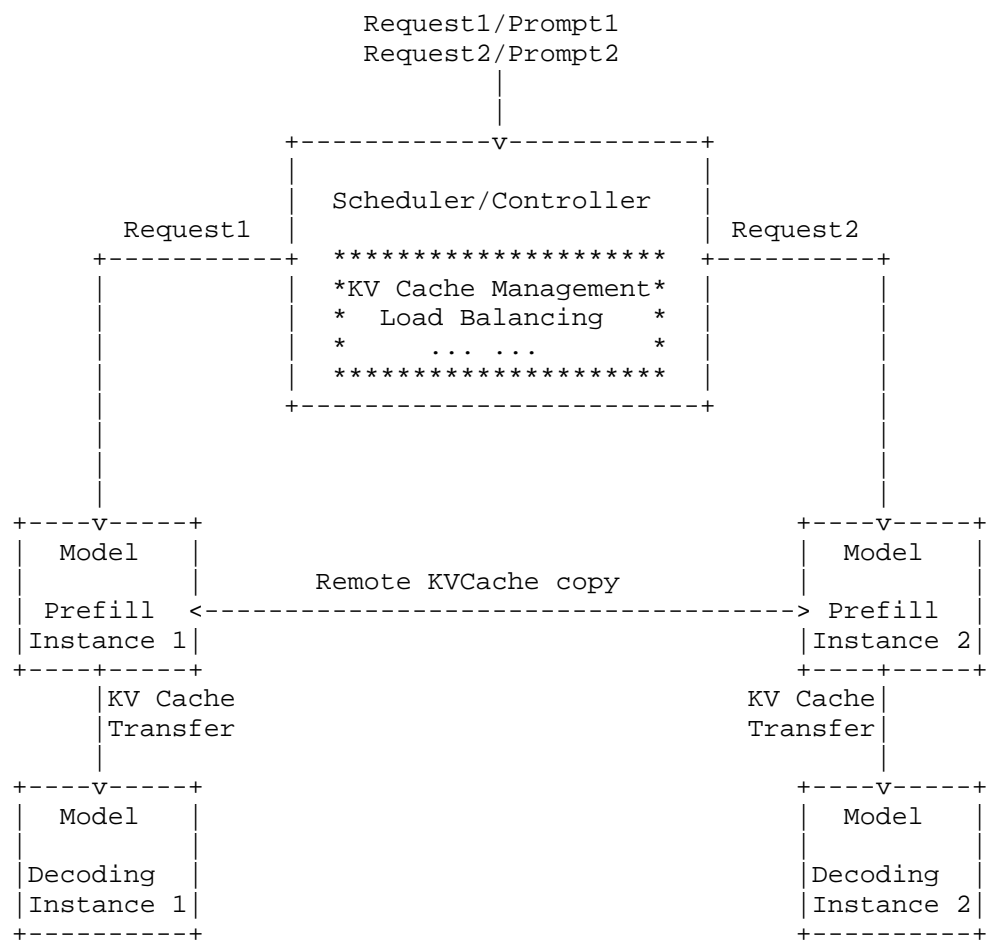 Request1/Prompt1
Request2/Prompt2
Scheduler/Controller
Request1
Request2
*********************
*KV Cache Management*
* Load Balancing *
* ... ... *
*********************
Model
Model
Remote KVCache copy
Prefill
Prefill
Instance 1
Instance 2
KV Cache
KV Cache
Transfer
Transfer
Model
Model
Decoding
Decoding
Instance 1
Instance 2